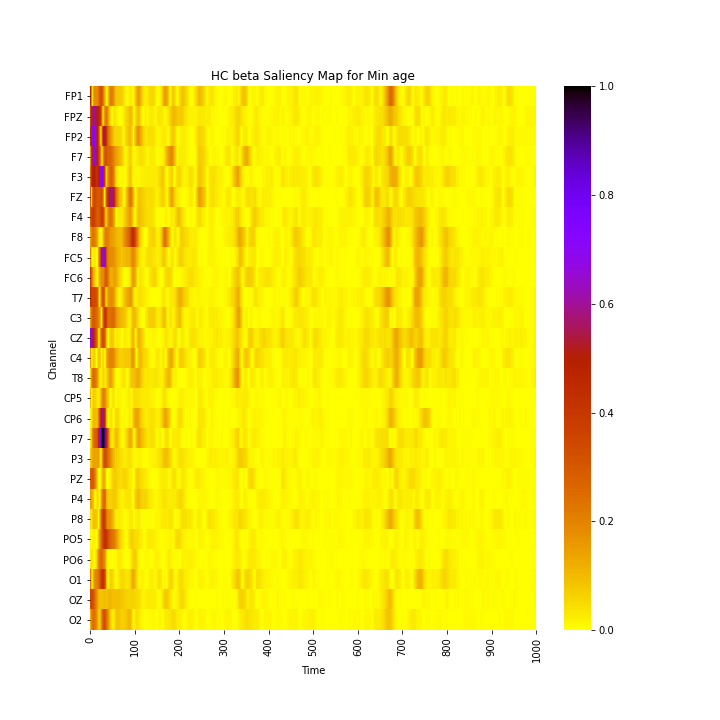 HC beta Saliency Map for Min age
Channel
FP1
FPZ
FP2
F7
F3
FZ
F4
F8
FC5
FC6
T7
C3
CZ
C4
T8
CP5
CP6
P7
P3
PZ
P4
P8
PO5
PO6
O1
OZ
O2
0 100 200 300 400 500 600 700 800 900 1000
Time
1.0
0.8
0.6
0.4
0.2
0.0